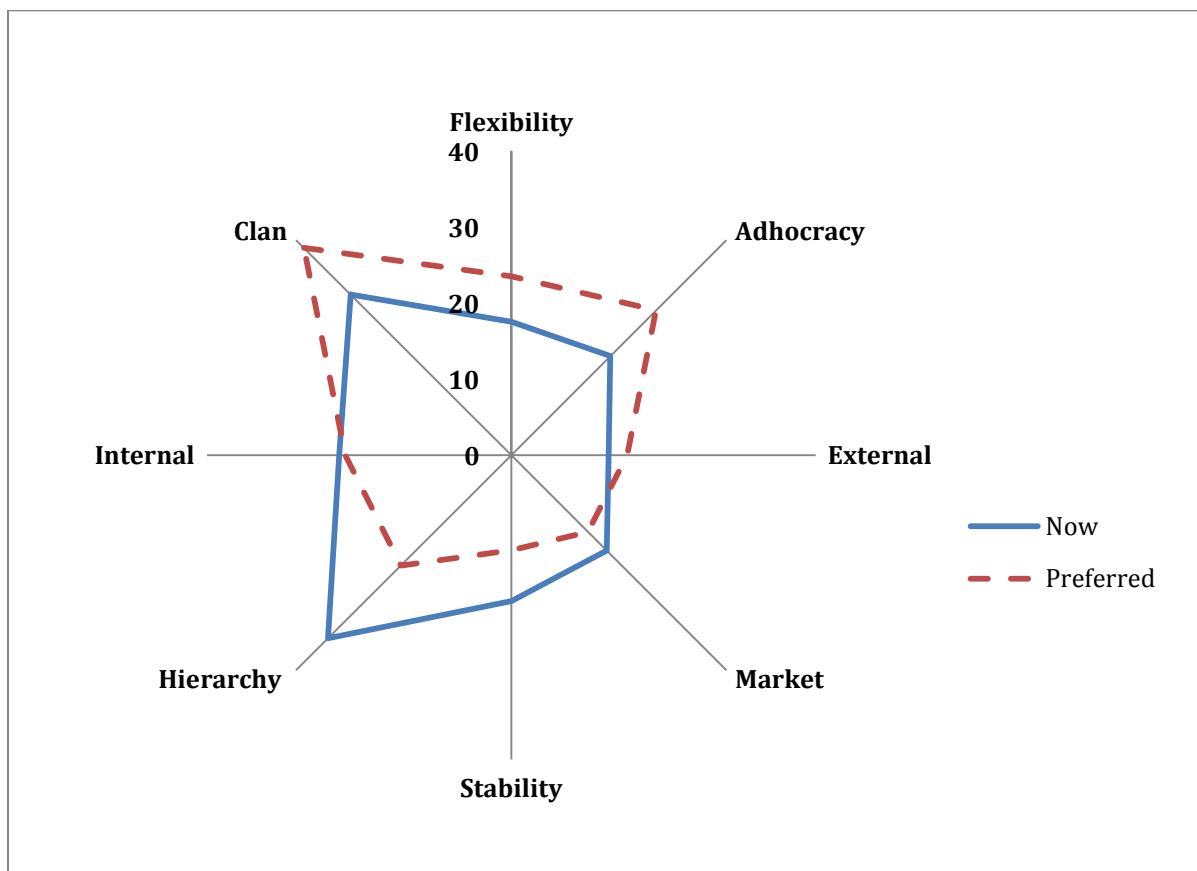 Flexibility
40
Clan
Adhocracy
30
20
10
Internal
0
External
Now
Preferred
Hierarchy
Market
Stability